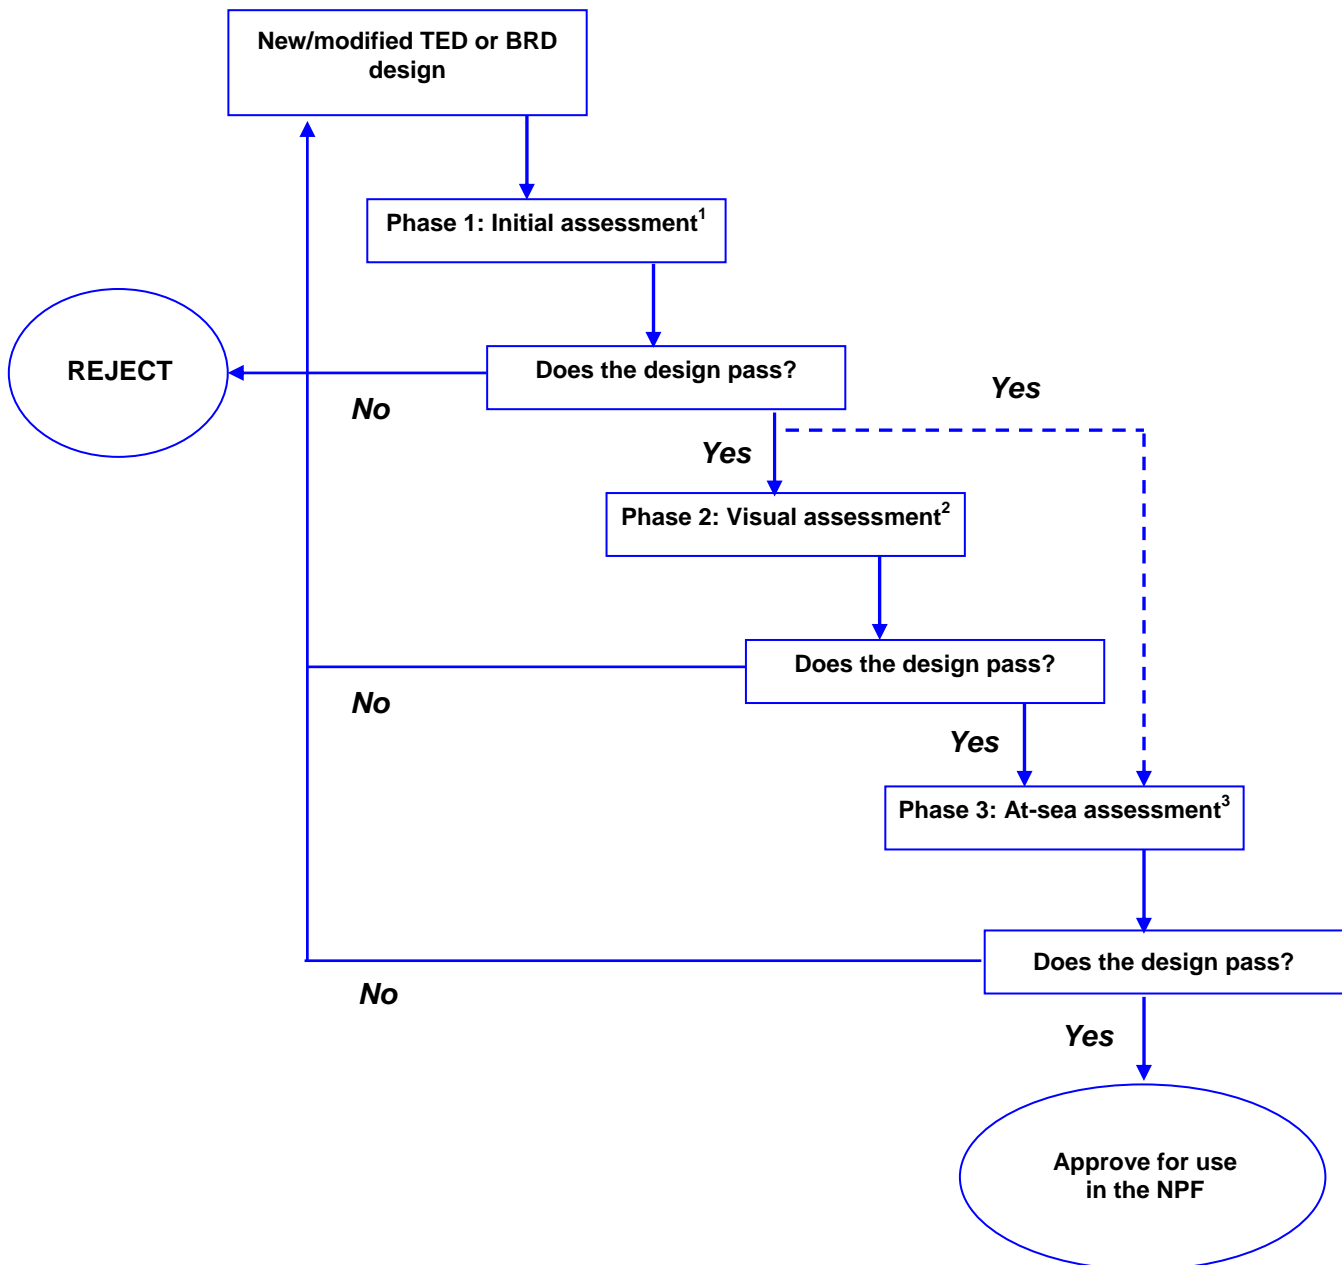 New/modified TED or BRD
design
Phase 1: Initial assessment1
REJECT
Does the design pass?
No
Yes
Yes
Phase 2: Visual assessment2
Does the design pass?
No
Yes
Phase 3: At-sea assessment3
Does the design pass?
No
Yes
Approve for use
in the NPF